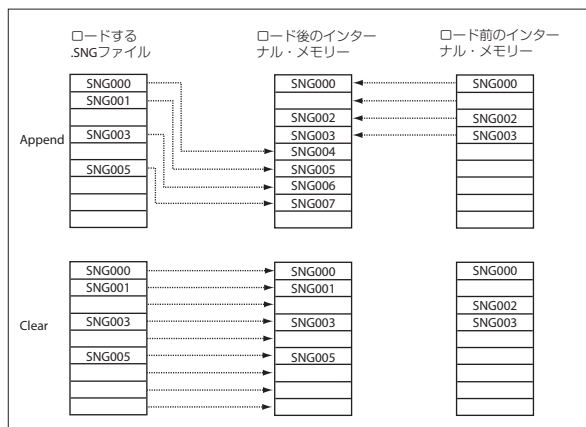 ロードする
.SNGファイル
ロード後のインター
ナル・メモリー
ロード前のインター
ナル・メモリー
Append
SNG000
SNG001
SNG003
SNG005
SNG000
SNG002
SNG003
SNG004
SNG005
SNG006
SNG007
SNG000
SNG002
SNG003
Clear
SNG000
SNG001
SNG003
SNG005
SNG000
SNG001
SNG003
SNG005
SNG000
SNG002
SNG003